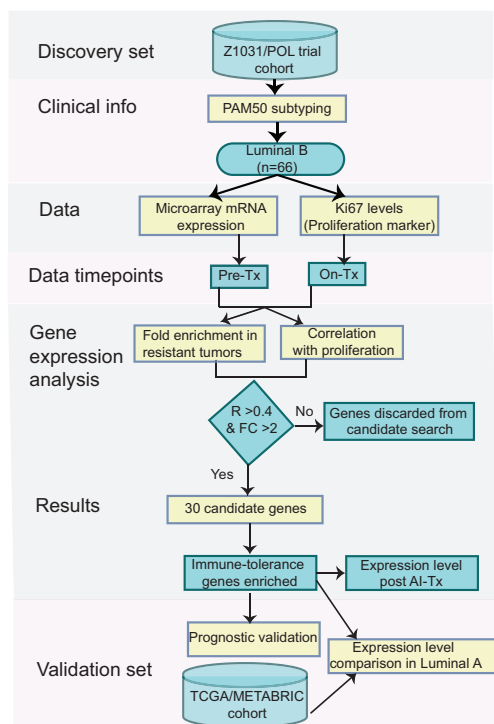 Discovery set
Z1031/POL trial
cohort
Clinical info
PAM50 subtyping
Luminal B
(n=66)
Data
Microarray mRNA
expression
Ki67 levels
(Proliferation marker)
Data timepoints
Pre-Tx
On-Tx
Gene
expression
analysis
Fold enrichment in
resistant tumors
Correlation
with proliferation
R >0.4
& FC >2
No
Genes discarded from
candidate search
Yes
Results
30 candidate genes
Immune-tolerance
genes enriched
Expression level
post AI-Tx
Prognostic validation
Expression level
comparison in Luminal A
Validation set
TCGA/METABRIC
cohort